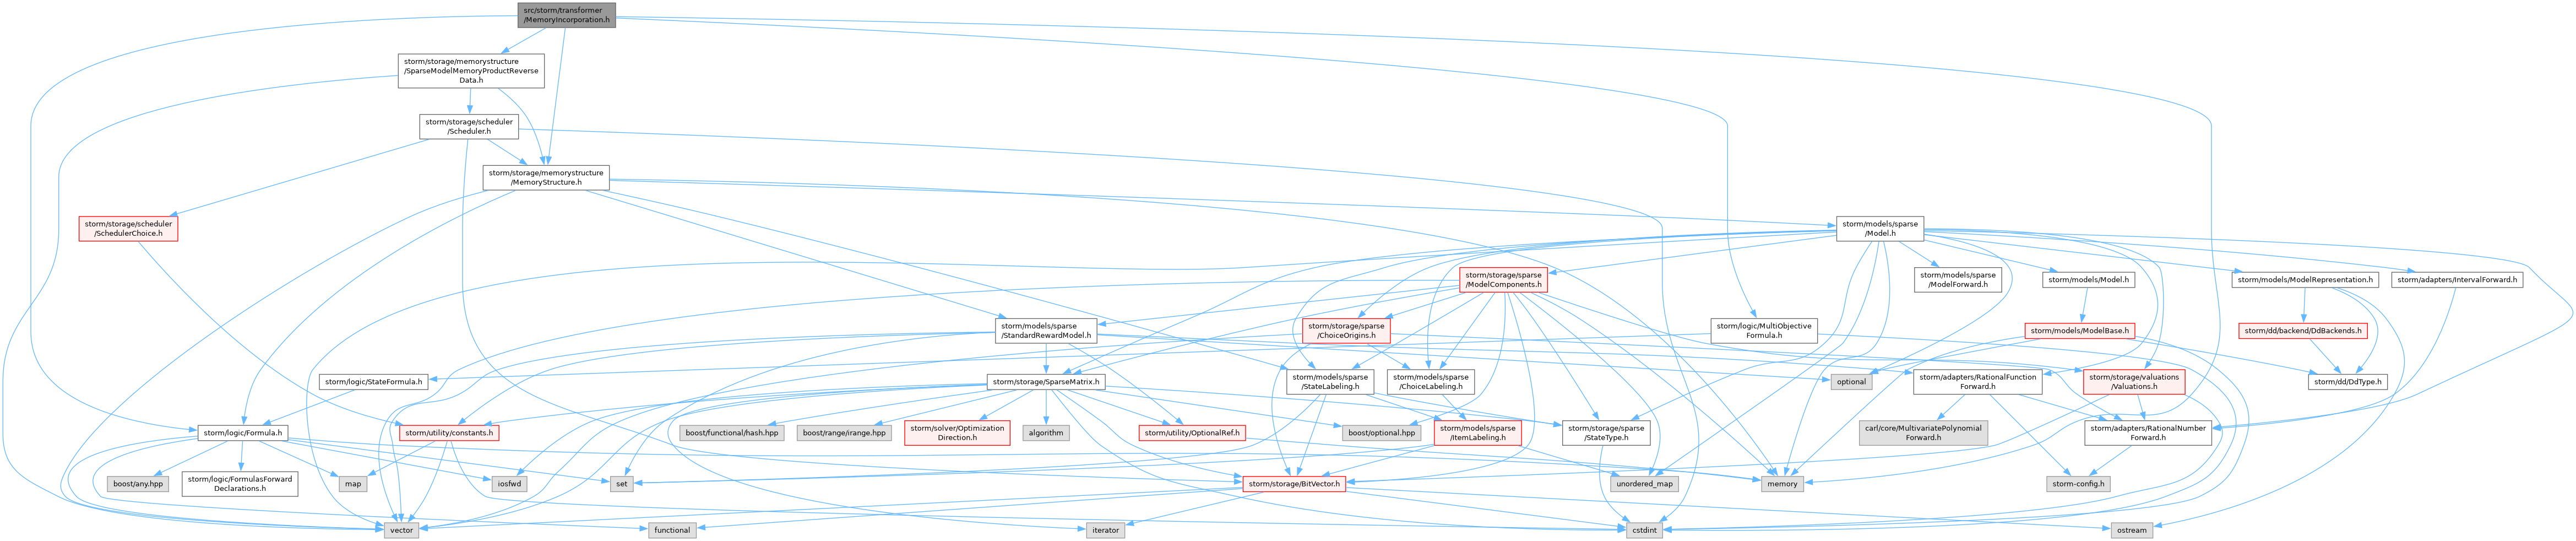 src/storm/transformer
/MemoryIncorporation.h
storm/storage/memorystructure
/SparseModelMemoryProductReverse
Data.h
storm/storage/scheduler
/Scheduler.h
storm/storage/memorystructure
/MemoryStructure.h
storm/storage/scheduler
/SchedulerChoice.h
storm/models/sparse
/Model.h
storm/storage/sparse
/ModelComponents.h
storm/models/sparse
/ModelForward.h
storm/models/Model.h
storm/models/ModelRepresentation.h
storm/adapters/IntervalForward.h
storm/models/sparse
/StandardRewardModel.h
storm/storage/sparse
/ChoiceOrigins.h
storm/logic/MultiObjective
Formula.h
storm/models/ModelBase.h
storm/dd/backend/DdBackends.h
storm/logic/StateFormula.h
storm/storage/SparseMatrix.h
storm/models/sparse
/StateLabeling.h
storm/models/sparse
/ChoiceLabeling.h
optional
storm/adapters/RationalFunction
Forward.h
storm/storage/valuations
/Valuations.h
storm/dd/DdType.h
storm/logic/Formula.h
storm/utility/constants.h
boost/functional/hash.hpp
boost/range/irange.hpp
storm/solver/Optimization
Direction.h
algorithm
storm/utility/OptionalRef.h
boost/optional.hpp
storm/models/sparse
/ItemLabeling.h
storm/storage/sparse
/StateType.h
carl/core/MultivariatePolynomial
Forward.h
storm/adapters/RationalNumber
Forward.h
boost/any.hpp
storm/logic/FormulasForward
Declarations.h
map
iosfwd
set
storm/storage/BitVector.h
unordered_map
memory
storm-config.h
vector
functional
iterator
cstdint
ostream